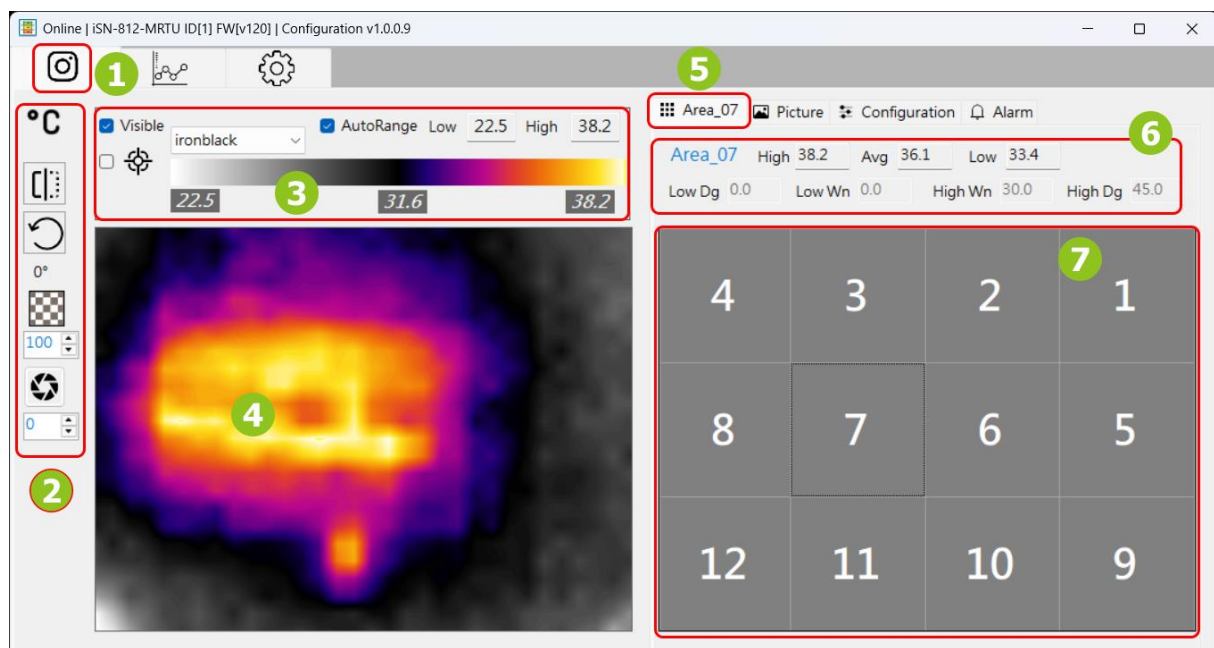 Online | iSN-812-MRTU ID[1] FW[v120] | Configuration v1.0.0.9
1
5
°C
Visible
ironblack
AutoRange Low 22.5 High 38.2
22.5 3 31.6 38.2
0°
100
0
2
4
Area_07 Picture Configuration Alarm
6
Area_07 High 38.2 Avg 36.1 Low 33.4
Low Dg 0.0 Low Wn 0.0 High Wn 30.0 High Dg 45.0
7
4 3 2 1
8 7 6 5
12 11 10 9